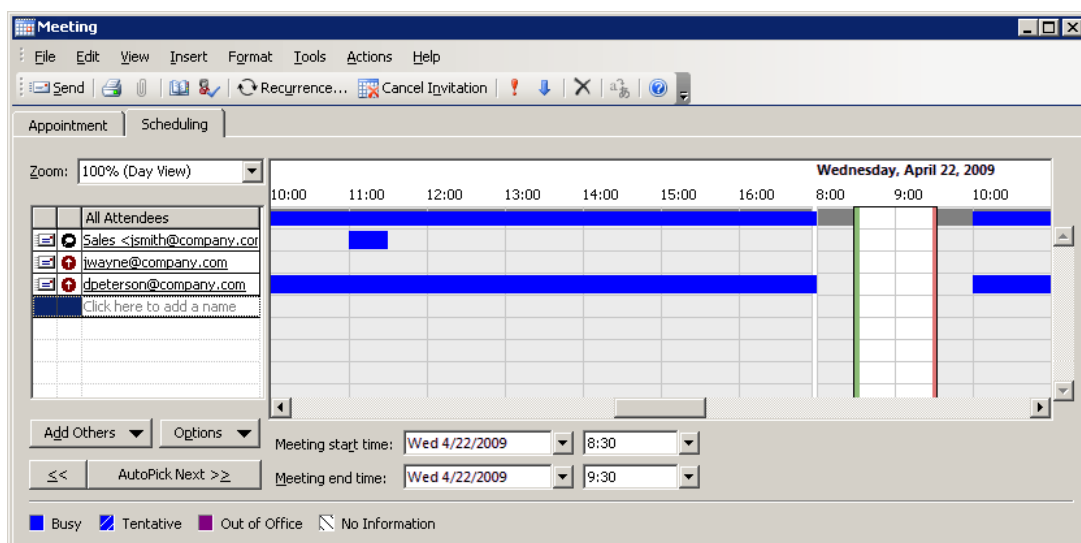 Meeting
File Edit View Insert Format Tools Actions Help
Send Recurrence... Cancel Invitation
Appointment Scheduling
Zoom: 100% (Day View)
Wednesday, April 22, 2009
10:00 11:00 12:00 13:00 14:00 15:00 16:00 8:00 9:00 10:00
All Attendees
Sales <jsmith@company.cor
jwayne@company.com
dpeterson@company.com
Click here to add a name
Add Others Options
Meeting start time: Wed 4/22/2009 8:30
<< AutoPick Next >>
Meeting end time: Wed 4/22/2009 9:30
Busy Tentative Out of Office No Information